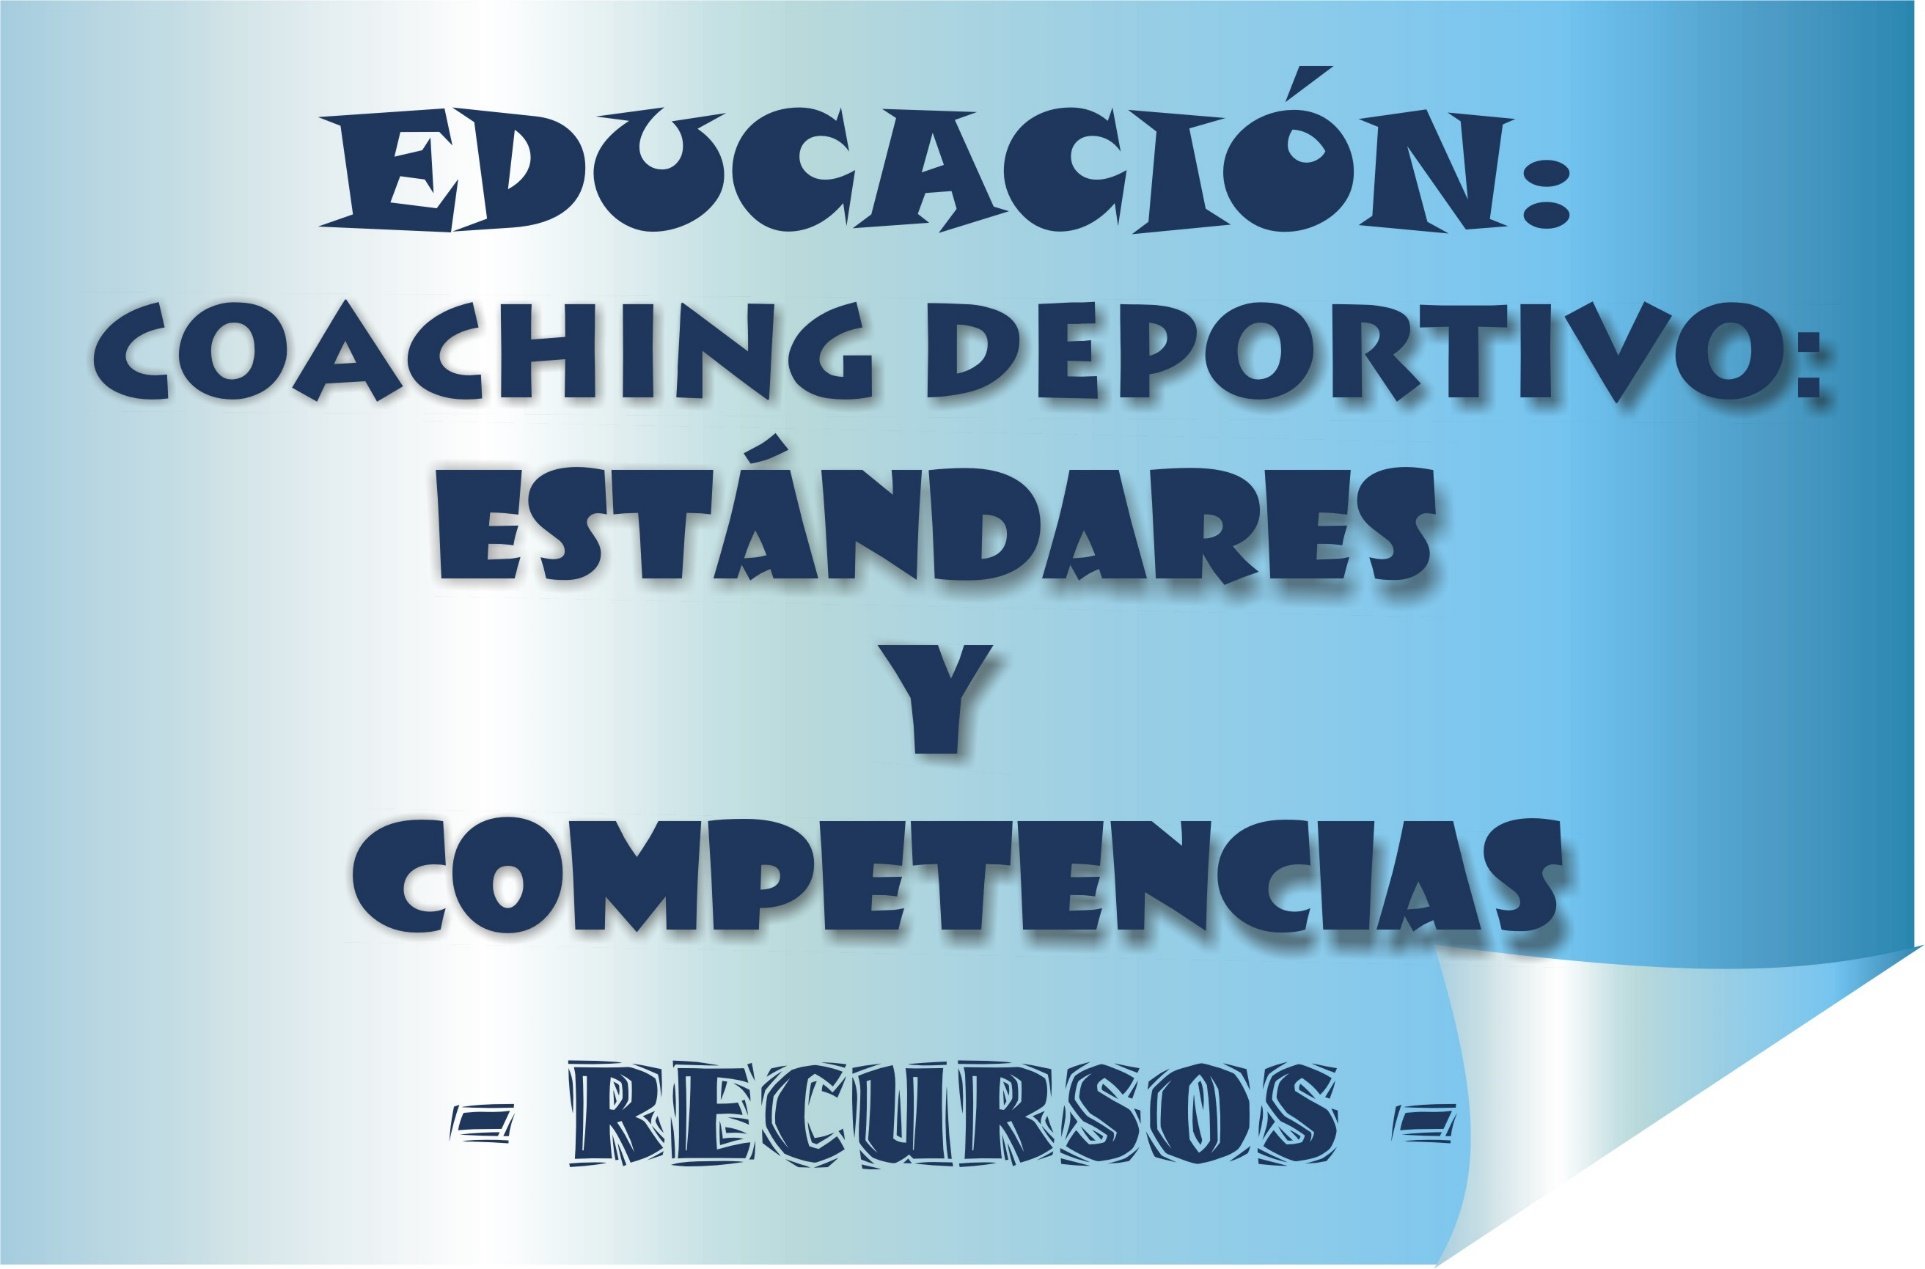 EDUCACIÓN:
COACHING DEPORTIVO:
ESTÁNDARES
Y
COMPETENCIAS
- RECURSOS -